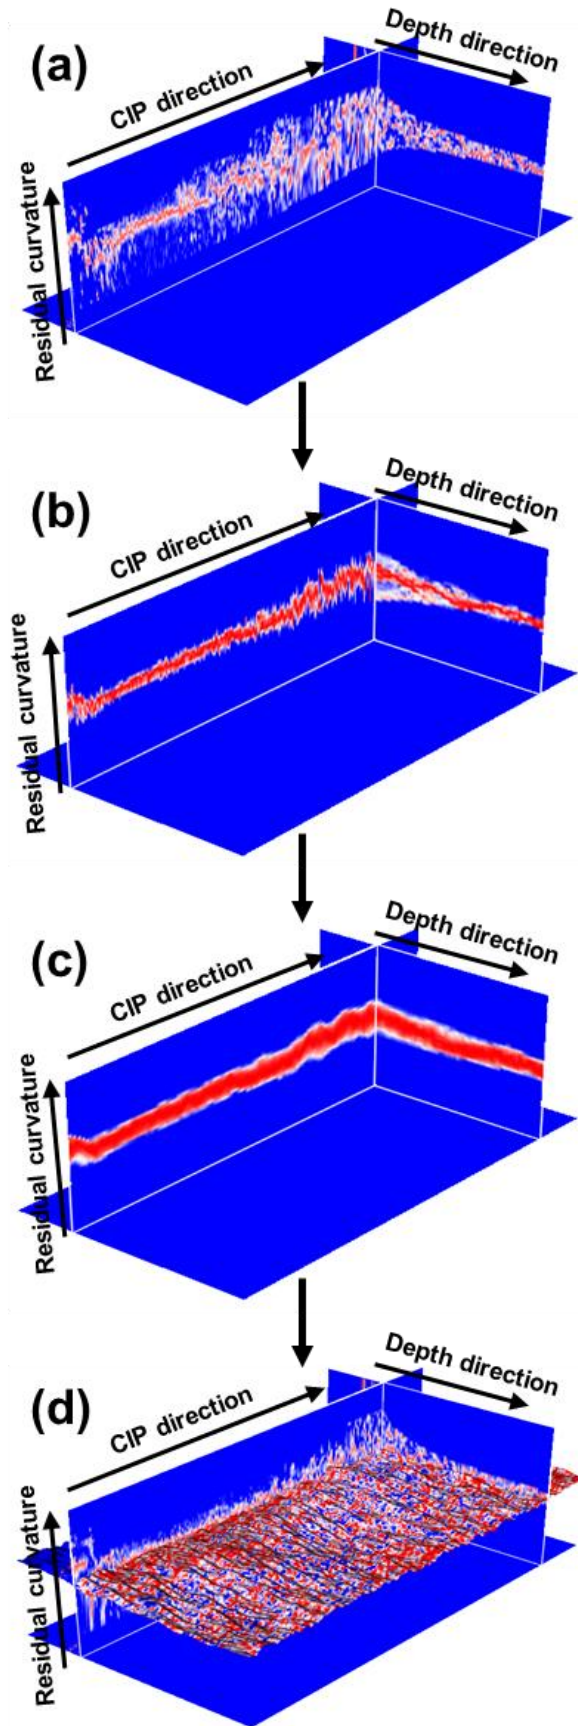 (a)
CIP direction
Depth direction
Residual curvature
(b)
CIP direction
Depth direction
Residual curvature
(c)
CIP direction
Depth direction
Residual curvature
(d)
CIP direction
Depth direction
Residual curvature